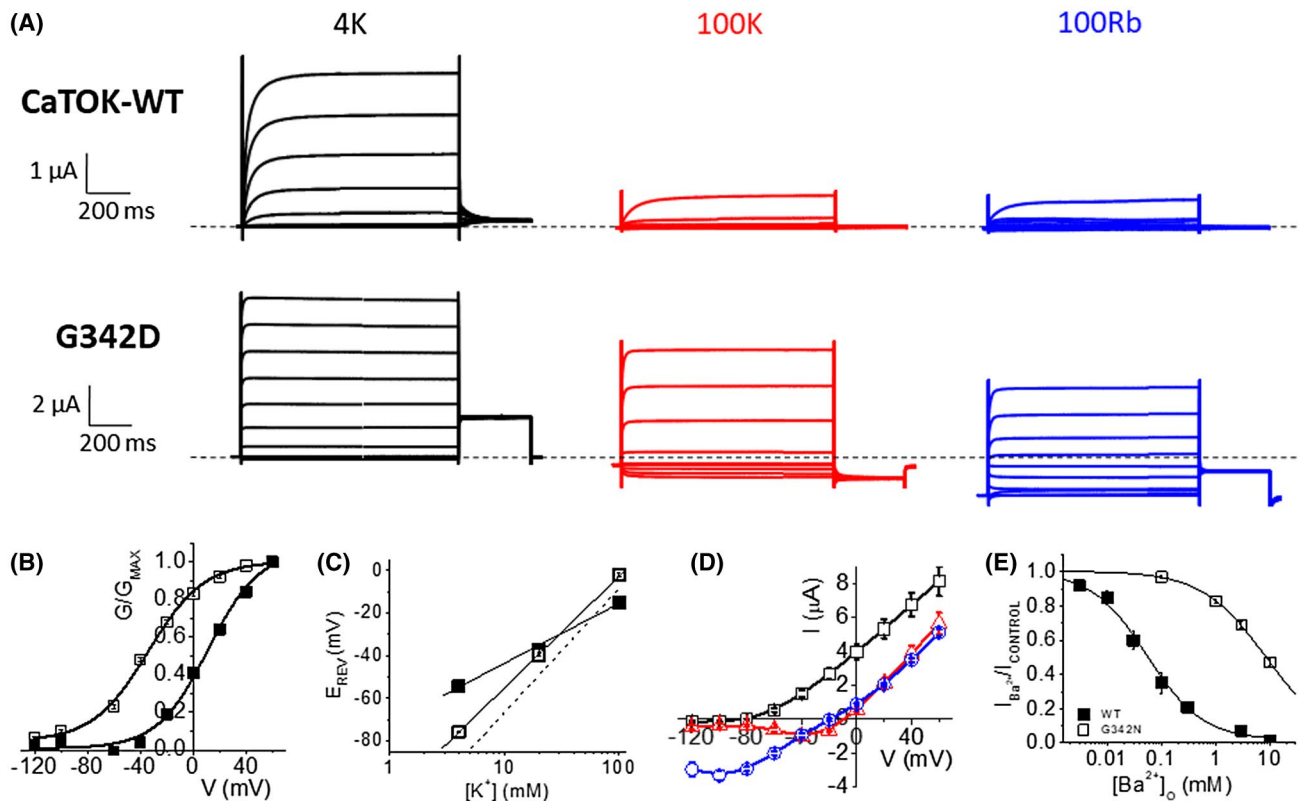 (A)
4K
100K
100Rb
CaTOK-WT
1 µA
200 ms
G342D
2 µA
200 ms
(B)
G/G_MAX
1.0
0.8
0.6
0.4
0.2
0.0
-120 -80 -40 0 40
V (mV)
(C)
E_REV (mV)
0
-20
-40
-60
-80
10 100
[K⁺] (mM)
(D)
I (µA)
8
6
4
2
0
-2
-4
-120 -80 -40 0 40
V (mV)
(E)
I_Ba²⁺/I_CONTROL
1.0
0.8
0.6
0.4
0.2
0.0
WT
G342N
0.01 0.1 1 10
[Ba²⁺]_O (mM)